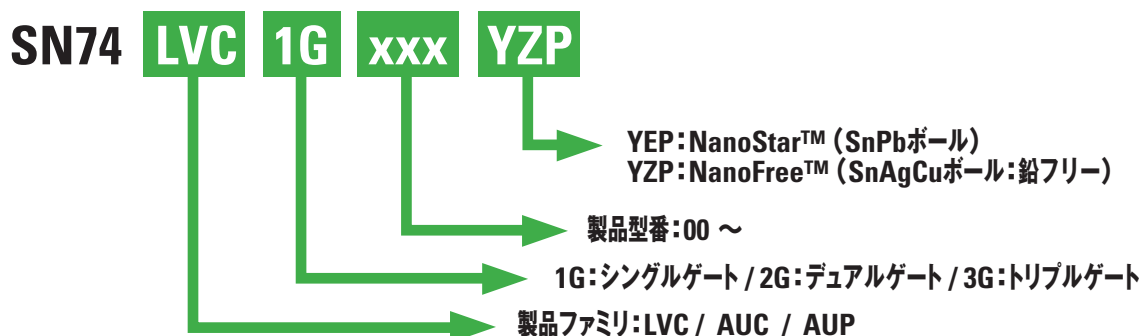 SN74 LVC 1G xxx YZP
YEP：NanoStar™（SnPbボール）
YZP：NanoFree™（SnAgCuボール：鉛フリー）
製品型番：00 ～
1G：シングルゲート / 2G：デュアルゲート / 3G：トリプルゲート
製品ファミリ：LVC / AUC / AUP